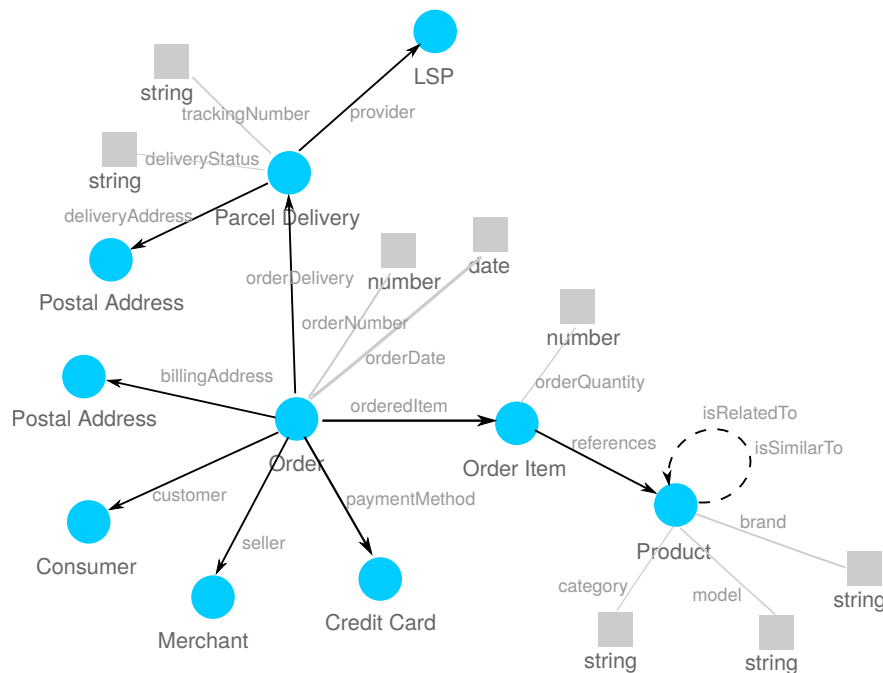 LSP
string
trackingNumber
provider
deliveryStatus
string
deliveryAddress
Parcel Delivery
Postal Address
orderDelivery
number
date
orderNumber
number
orderDate
billingAddress
orderQuantity
Postal Address
orderedItem
isRelatedTo
references
isSimilarTo
Order
Order Item
customer
paymentMethod
brand
seller
Product
Consumer
category
model
string
Credit Card
Merchant
string
string